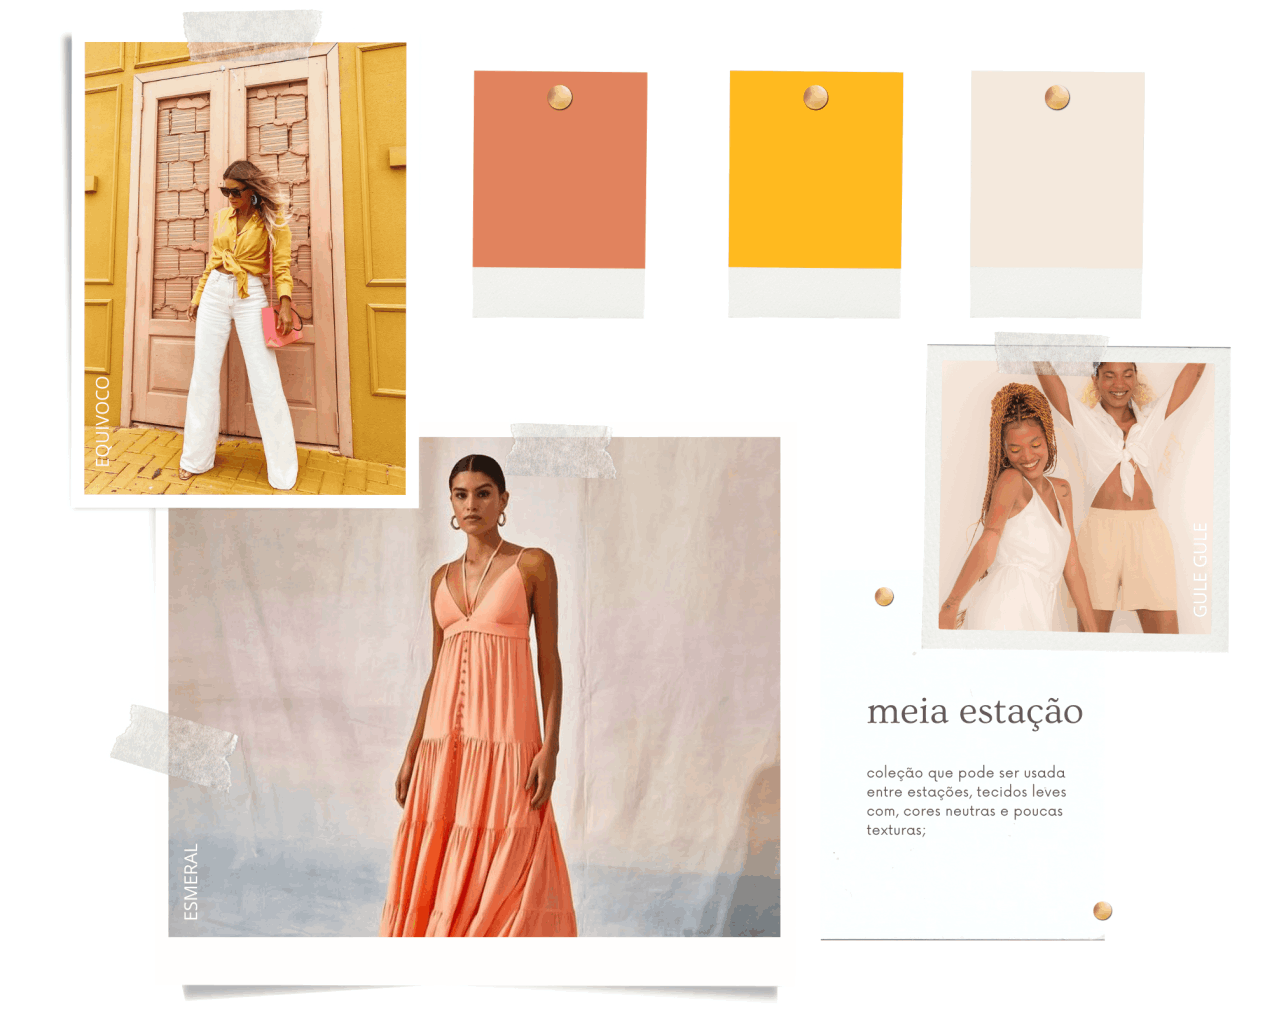 EQUIVOCO
ESMERAL
GULE GULE
meia estação
coleção que pode ser usada
entre estações, tecidos leves
com, cores neutras e poucas
texturas;